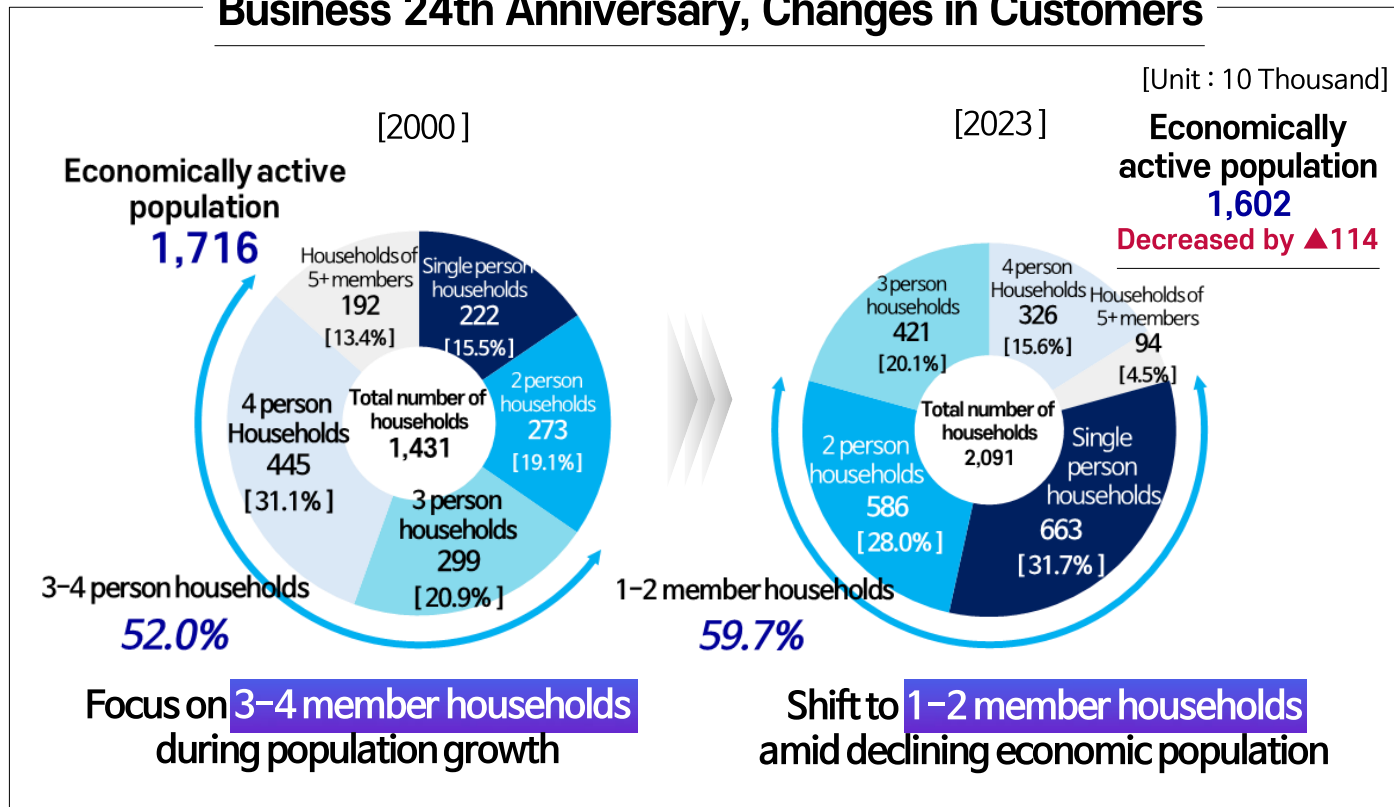 Business 24th Anniversary, Changes in Customers
[Unit : 10 Thousand]
[2000 ]
Economically active
population
1,716
Households of
5+ members
192
[13.4%]
Single person
households
222
[15.5%]
2 person
households
273
[19.1%]
3 person
households
299
[20.9% ]
4 person
Households
445
[31.1% ]
Total number of
households
1,431
3-4 person households
52.0%
Focus on 3-4 member households
during population growth
[2023 ]
Economically
active population
1,602
Decreased by ▲114
3 person
households
421
[20.1%]
4 person
Households
326
[15.6%]
Households of
5+ members
94
[4.5%]
Single
person
households
663
[31.7% ]
2 person
households
586
[28.0% ]
Total number of
households
2,091
1-2 member households
59.7%
Shift to 1-2 member households
amid declining economic population